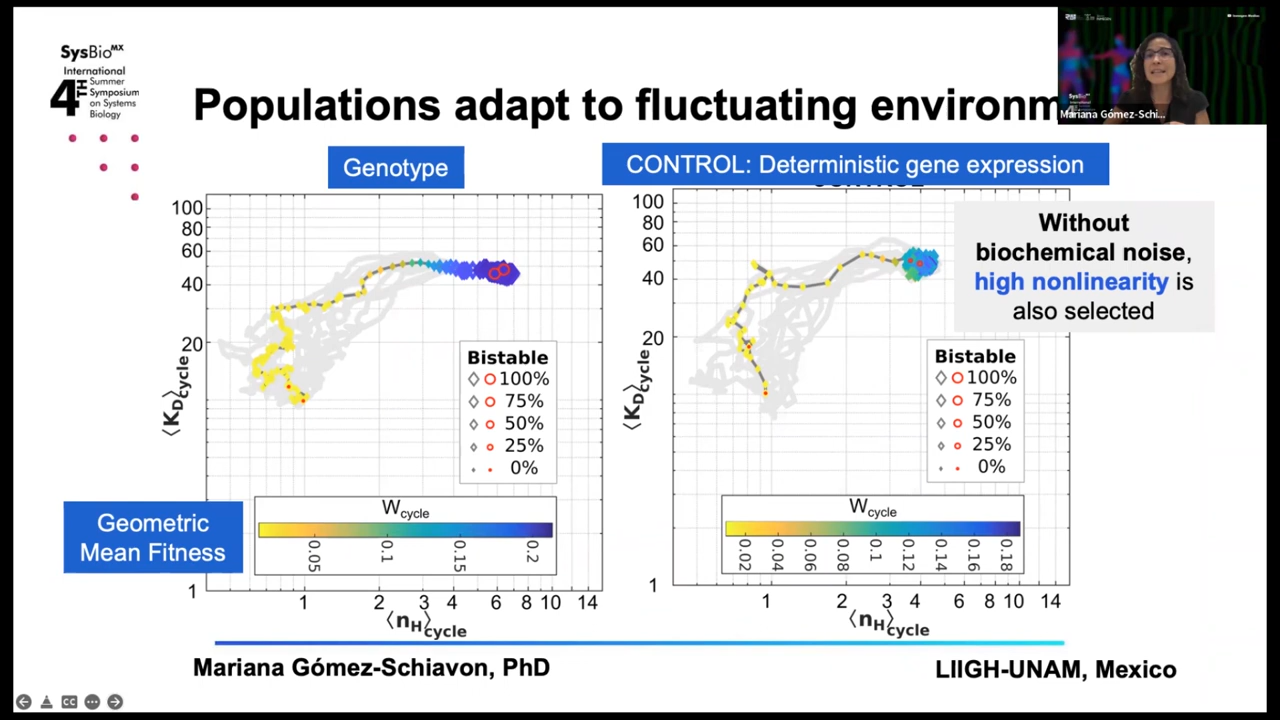 SysBioMX
International
4TH Summer
Symposium
on Systems
Biology
Populations adapt to fluctuating environm
Mariana Gómez-Schi...
Genotype
CONTROL: Deterministic gene expression
Without
biochemical noise,
high nonlinearity is
also selected
100
80
60
40
20
1
⟨KD⟩cycle
Bistable
100%
75%
50%
25%
0%
Wcycle
0.05
0.1
0.15
0.2
1 2 3 4 6 8 10 14
⟨nH⟩cycle
Geometric
Mean Fitness
100
80
60
40
20
1
⟨KD⟩cycle
Bistable
100%
75%
50%
25%
0%
Wcycle
0.02
0.04
0.06
0.08
0.1
0.12
0.14
0.16
0.18
1 2 3 4 6 8 10 14
⟨nH⟩cycle
Mariana Gómez-Schiavon, PhD
LIIGH-UNAM, Mexico